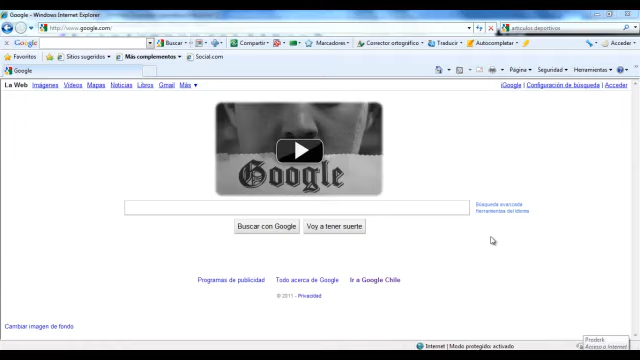 Google - Windows Internet Explorer
http://www.google.com/
artículos deportivos
Google
Buscar
Compartir
Marcadores
Corrector ortográfico
Traducir
Autocompletar
Acceder
Favoritos
Sitios sugeridos
Más complementos
Social.com
Google
Página
Seguridad
Herramientas
La Web Imágenes Vídeos Mapas Noticias Libros Gmail Más
iGoogle | Configuración de búsqueda | Acceder
Google
Búsqueda avanzada
Herramientas del idioma
Buscar con Google
Voy a tener suerte
Programas de publicidad
Todo acerca de Google
Ir a Google Chile
© 2011 - Privacidad
Cambiar imagen de fondo
Internet | Modo protegido: activado
Acceso a Internet